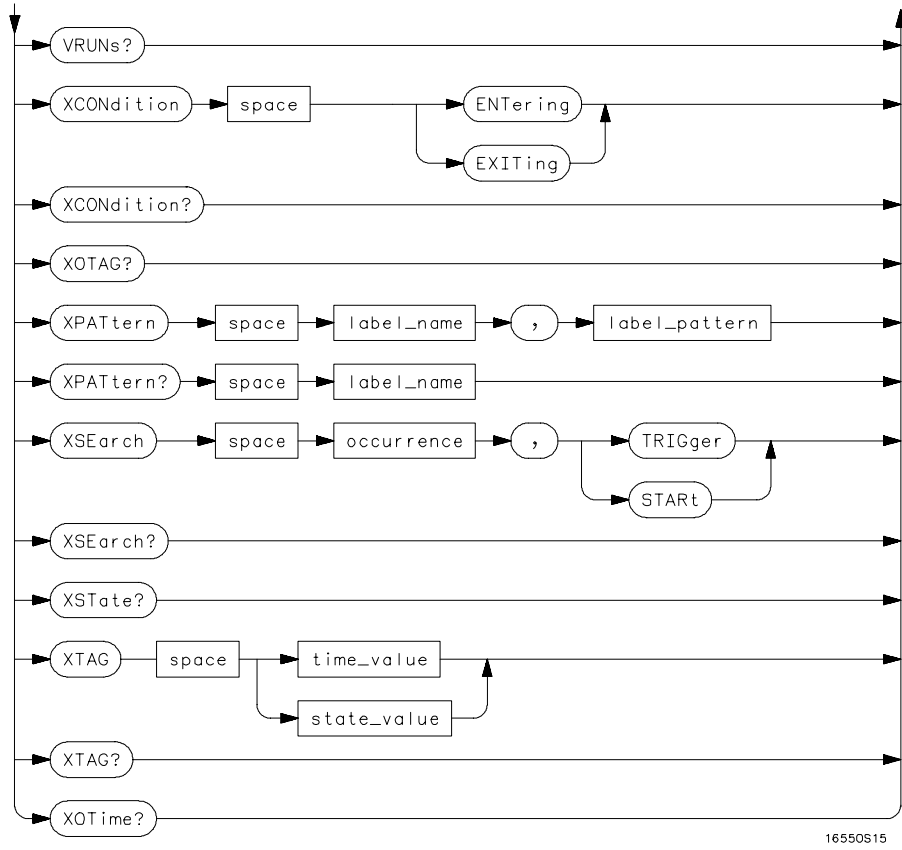 VRUNs?
XCONdition space ENTering
EXITing
XCONdition?
XOTAG?
XPATtern space label_name , label_pattern
XPATtern? space label_name
XSEarch space occurrence , TRIGger
STARt
XSEarch?
XSTate?
XTAG space time_value
state_value
XTAG?
XOTime?
16550S15